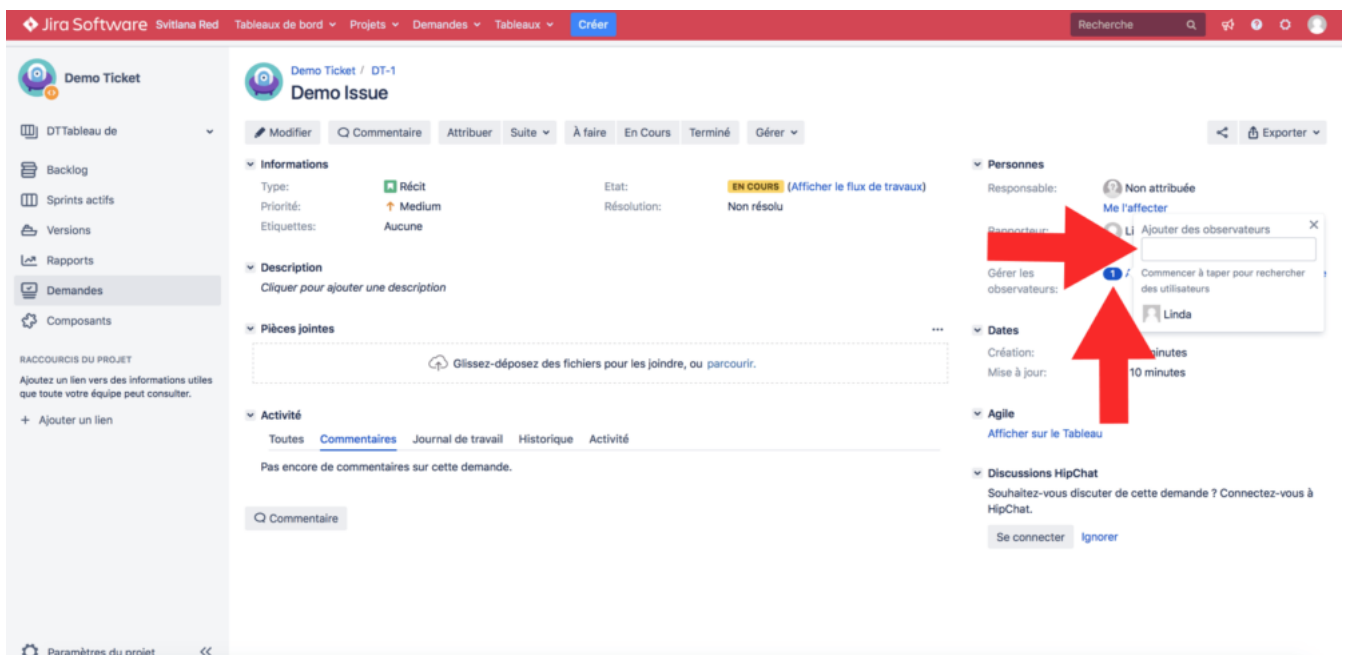 Jira Software Svitlana Red Tableaux de bord Projets Demandes Tableaux Créer Recherche
Demo Ticket
DTTableau de
Backlog
Sprints actifs
Versions
Rapports
Demandes
Composants
RACCOURCIS DU PROJET
Ajoutez un lien vers des informations utiles
que toute votre équipe peut consulter.
+ Ajouter un lien
Paramètres du projet
Demo Ticket / DT-1
Demo Issue
Modifier Commentaire Attribuer Suite À faire En Cours Terminé Gérer Exporter
Informations
Type: Récit Etat: EN COURS (Afficher le flux de travaux)
Priorité: Medium Résolution: Non résolu
Etiquettes: Aucune
Description
Cliquer pour ajouter une description
Pièces jointes
Glissez-déposez des fichiers pour les joindre, ou parcourir.
Activité
Toutes Commentaires Journal de travail Historique Activité
Pas encore de commentaires sur cette demande.
Commentaire
Personnes
Responsable: Non attribuée
Me l'affecter
Rapporteur:
Gérer les 1
observateurs:
Ajouter des observateurs
Commencer à taper pour rechercher
des utilisateurs
Linda
Dates
Création: minutes
Mise à jour: 10 minutes
Agile
Afficher sur le Tableau
Discussions HipChat
Souhaitez-vous discuter de cette demande ? Connectez-vous à
HipChat.
Se connecter Ignorer